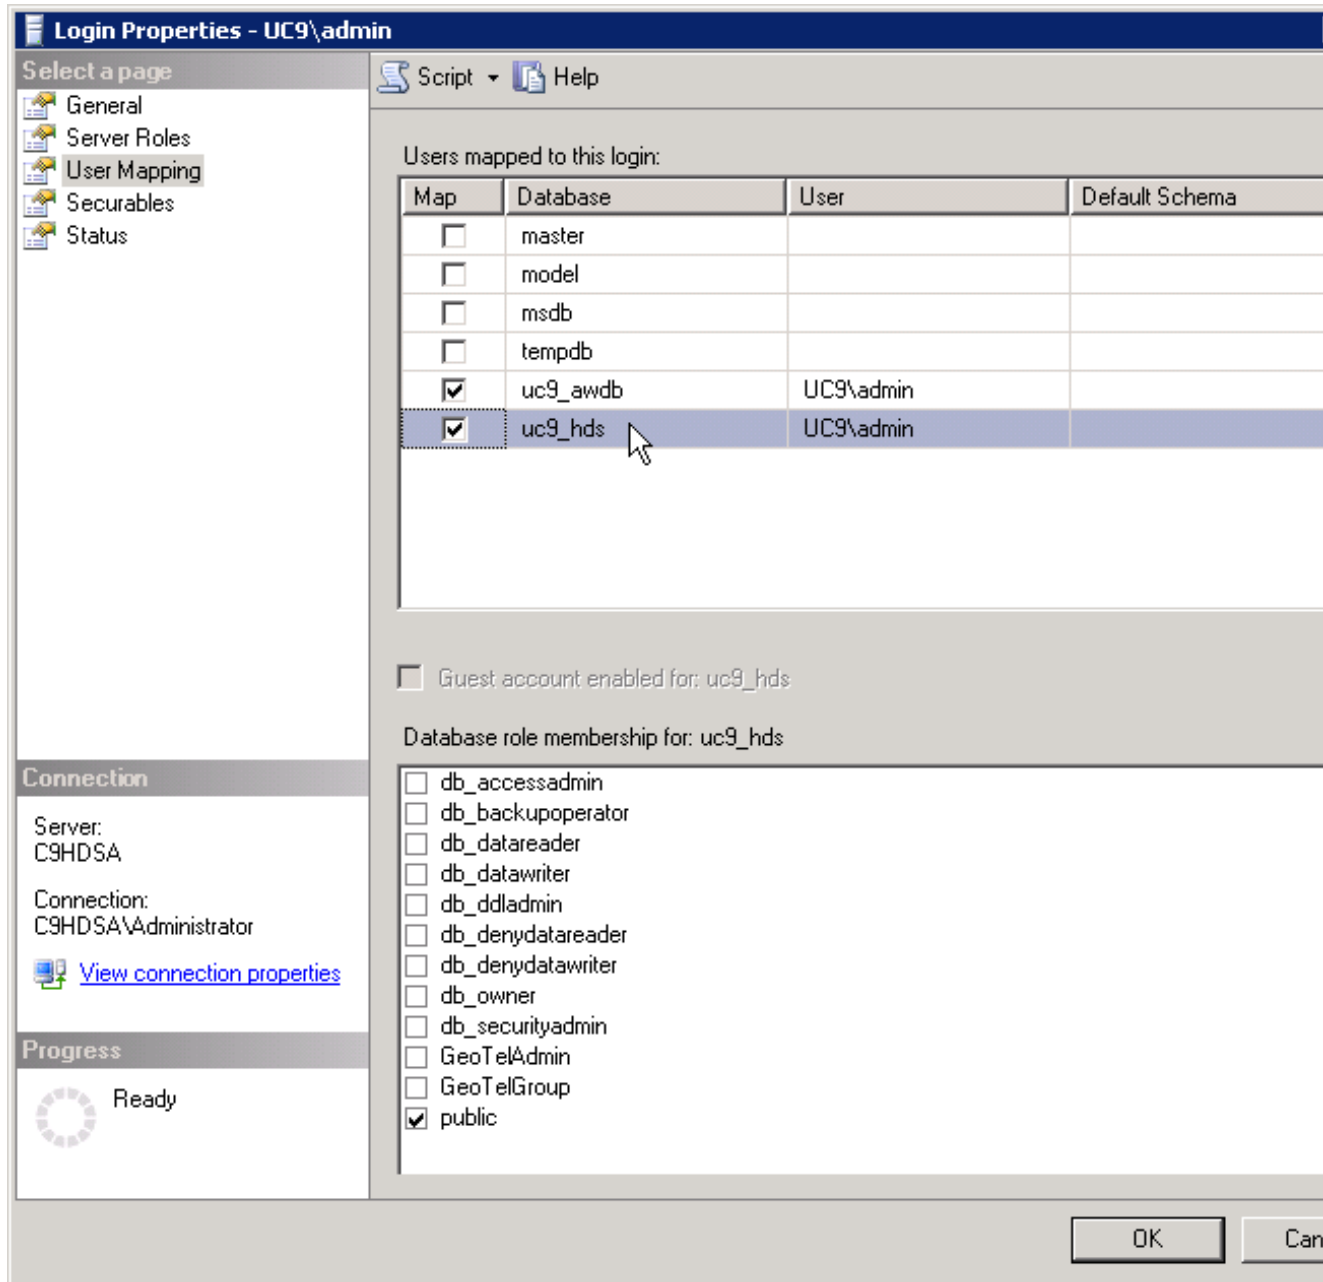 Login Properties - UC9\admin
Select a page
General
Server Roles
User Mapping
Securables
Status
Script Help
Users mapped to this login:
Map Database User Default Schema
master
model
msdb
tempdb
uc9_awdb UC9\admin
uc9_hds UC9\admin
Guest account enabled for: uc9_hds
Database role membership for: uc9_hds
db_accessadmin
db_backupoperator
db_datareader
db_datawriter
db_ddladmin
db_denydatareader
db_denydatawriter
db_owner
db_securityadmin
GeoTelAdmin
GeoTelGroup
public
Connection
Server:
C9HDSA
Connection:
C9HDSA\Administrator
View connection properties
Progress
Ready
OK Can